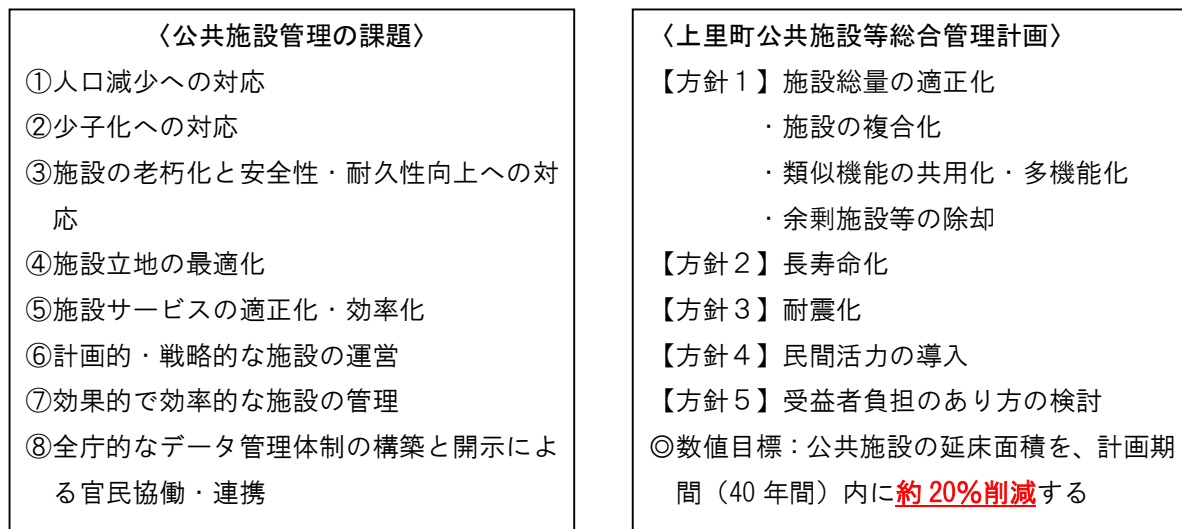 〈公共施設管理の課題〉
①人口減少への対応
②少子化への対応
③施設の老朽化と安全性・耐久性向上への対
応
④施設立地の最適化
⑤施設サービスの適正化・効率化
⑥計画的・戦略的な施設の運営
⑦効果的で効率的な施設の管理
⑧全庁的なデータ管理体制の構築と開示によ
る官民協働・連携
〈上里町公共施設等総合管理計画〉
【方針１】施設総量の適正化
・施設の複合化
・類似機能の共用化・多機能化
・余剰施設等の除却
【方針２】長寿命化
【方針３】耐震化
【方針４】民間活力の導入
【方針５】受益者負担のあり方の検討
◎数値目標：公共施設の延床面積を、計画期
間（40 年間）内に約 20％削減する